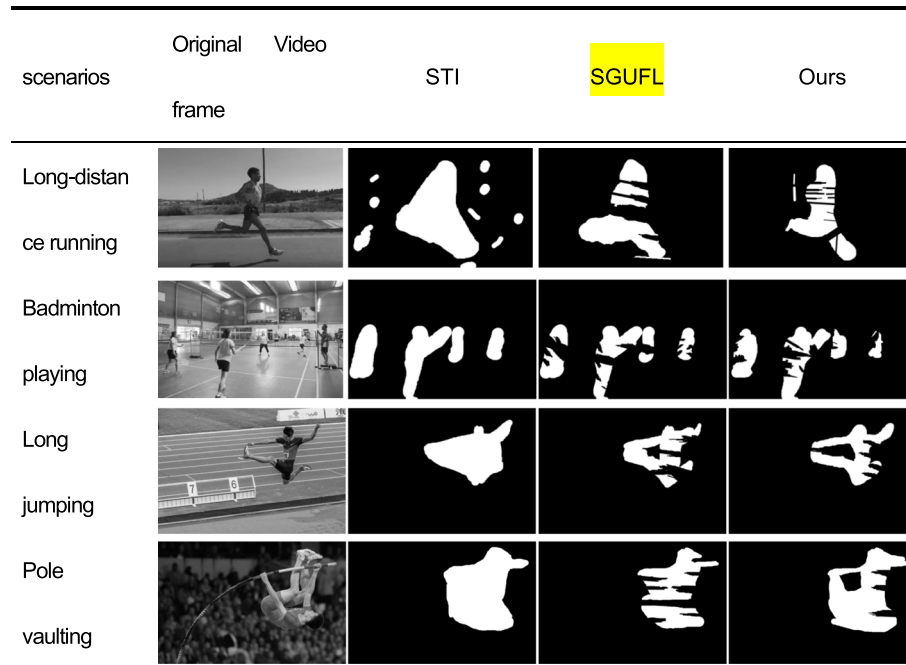 Original Video
scenarios
STI
SGUFL
Ours
frame
Long-distan
ce running
Badminton
playing
Long
jumping
7 6
Pole
vaulting